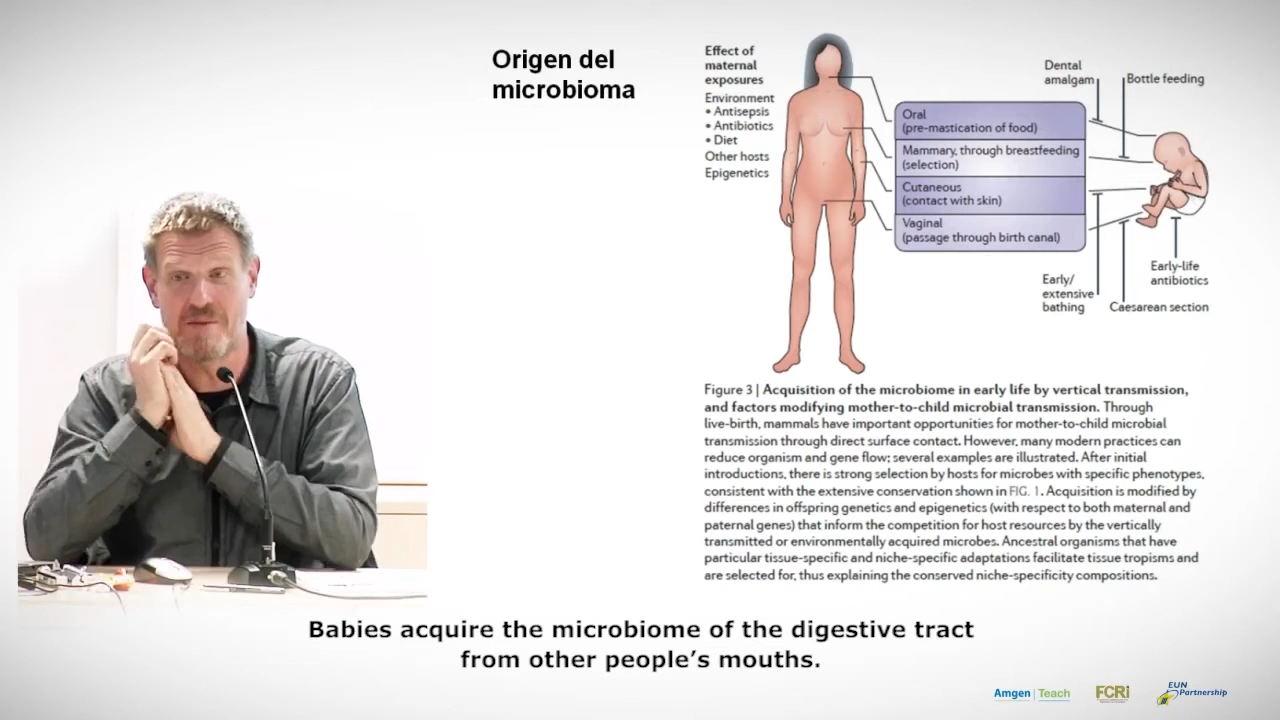 Origen del
microbioma
Effect of
maternal
exposures
Environment
• Antisepsis
• Antibiotics
• Diet
Other hosts
Epigenetics
Oral
(pre-mastication of food)
Mammary, through breastfeeding
(selection)
Cutaneous
(contact with skin)
Vaginal
(passage through birth canal)
Dental
amalgam
Bottle feeding
Early/
extensive
bathing
Caesarean section
Early-life
antibiotics
Figure 3 | Acquisition of the microbiome in early life by vertical transmission,
and factors modifying mother-to-child microbial transmission. Through
live-birth, mammals have important opportunities for mother-to-child microbial
transmission through direct surface contact. However, many modern practices can
reduce organism and gene flow; several examples are illustrated. After initial
introductions, there is strong selection by hosts for microbes with specific phenotypes,
consistent with the extensive conservation shown in FIG. 1. Acquisition is modified by
differences in offspring genetics and epigenetics (with respect to both maternal and
paternal genes) that inform the competition for host resources by the vertically
transmitted or environmentally acquired microbes. Ancestral organisms that have
particular tissue-specific and niche-specific adaptations facilitate tissue tropisms and
are selected for, thus explaining the conserved niche-specificity compositions.
Babies acquire the microbiome of the digestive tract
from other people’s mouths.
Amgen | Teach
FCRi
EUN
Partnership